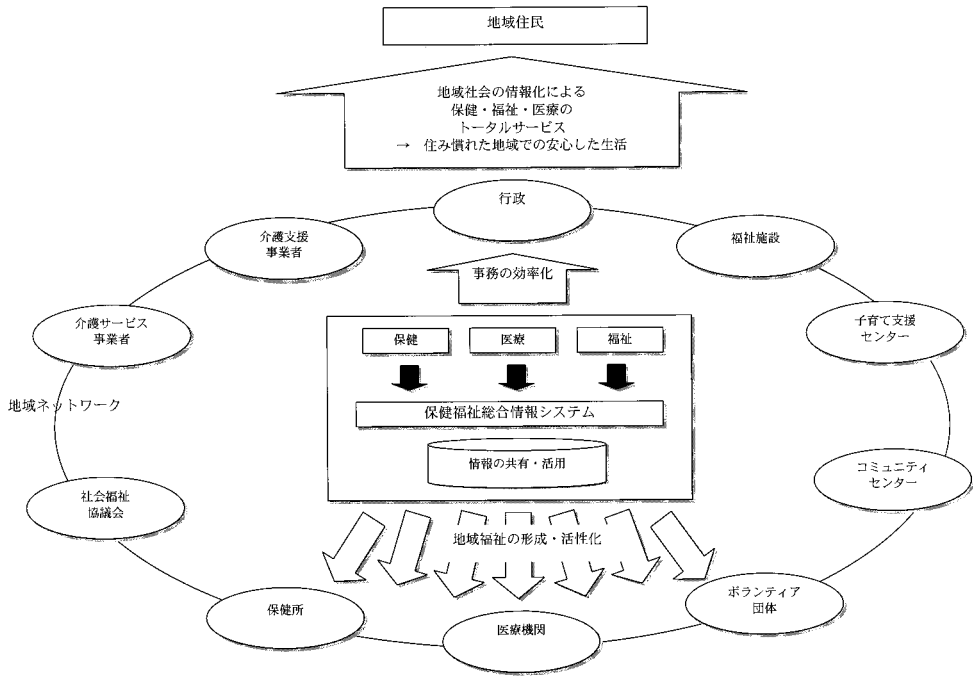 地域住民
地域社会の情報化による
保健・福祉・医療の
トータルサービス
→ 住み慣れた地域での安心した生活
行政
介護支援
事業者
福祉施設
事務の効率化
介護サービス
事業者
子育て支援
センター
保健
医療
福祉
地域ネットワーク
保健福祉総合情報システム
情報の共有・活用
コミュニティ
センター
社会福祉
協議会
地域福祉の形成・活性化
ボランティア
団体
保健所
医療機関